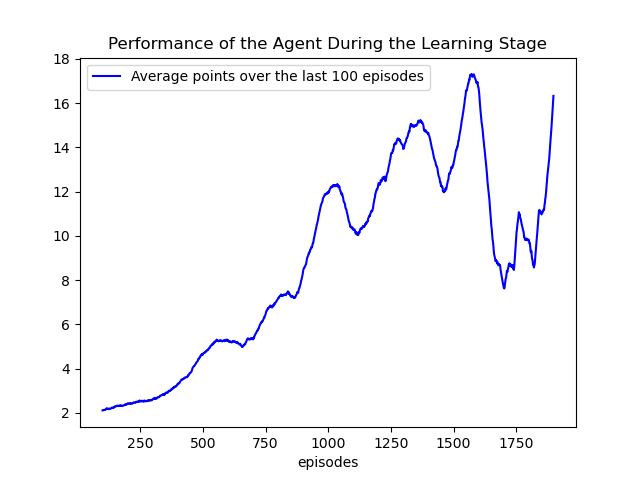 Performance of the Agent During the Learning Stage
Average points over the last 100 episodes
18
16
14
12
10
8
6
4
2
250 500 750 1000 1250 1500 1750
episodes